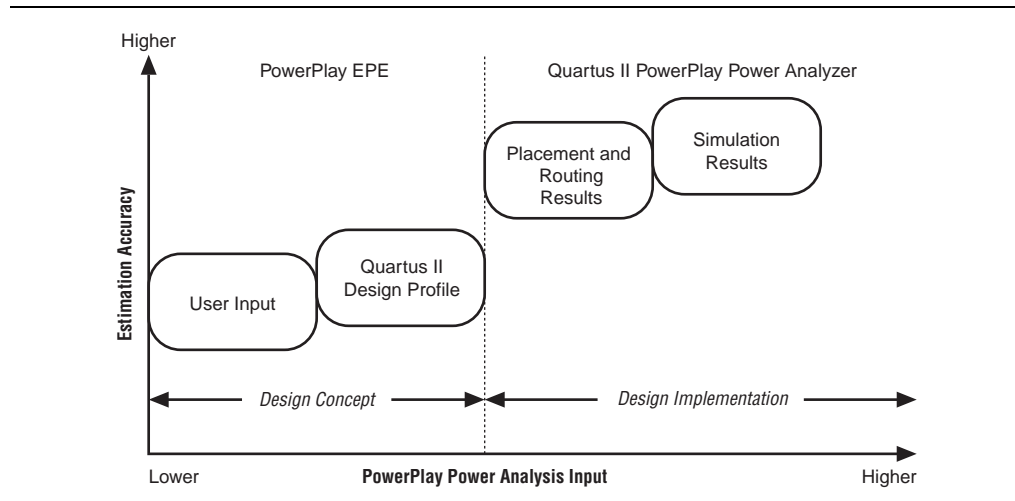 Higher
PowerPlay EPE
Quartus II PowerPlay Power Analyzer
Estimation Accuracy
User Input
Quartus II
Design Profile
Placement and
Routing
Results
Simulation
Results
Design Concept
Design Implementation
Lower
PowerPlay Power Analysis Input
Higher